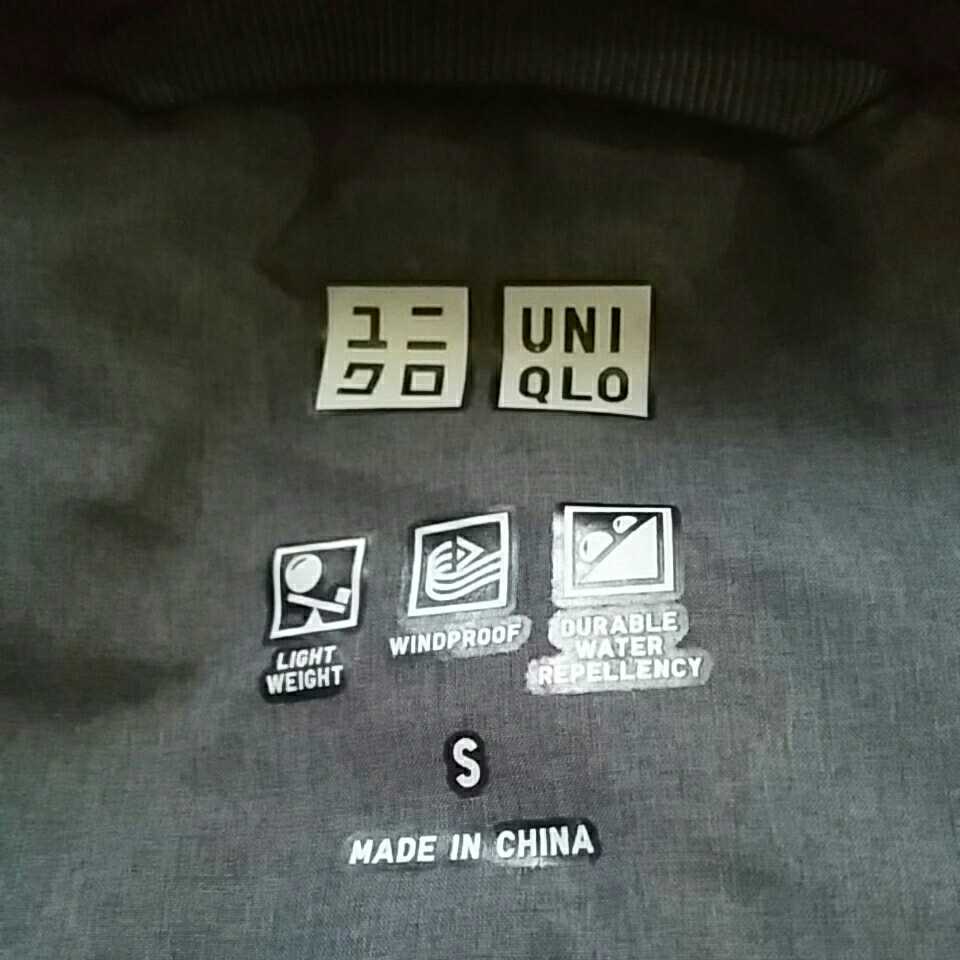 ユニ
クロ
UNI
QLO
LIGHT
WEIGHT
WINDPROOF
DURABLE
WATER
REPELLENCY
S
MADE IN CHINA